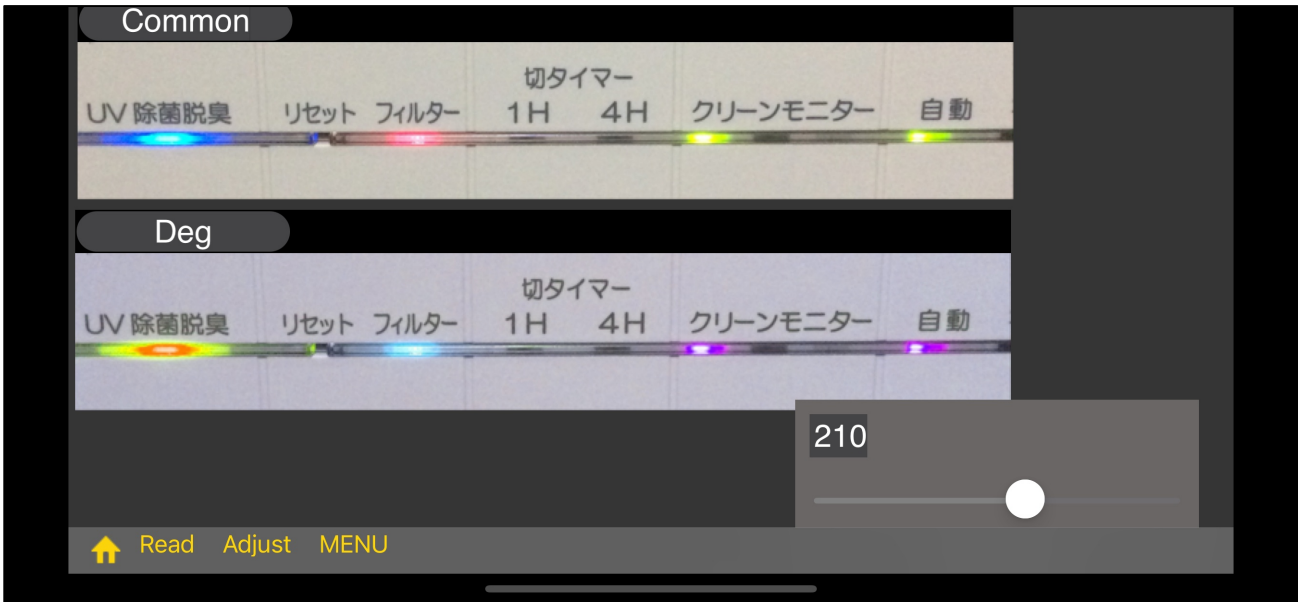 Common
切タイマー
UV 除菌脱臭 リセット フィルター 1H 4H クリーンモニター 自動
Deg
切タイマー
UV 除菌脱臭 リセット フィルター 1H 4H クリーンモニター 自動
210
Read Adjust MENU